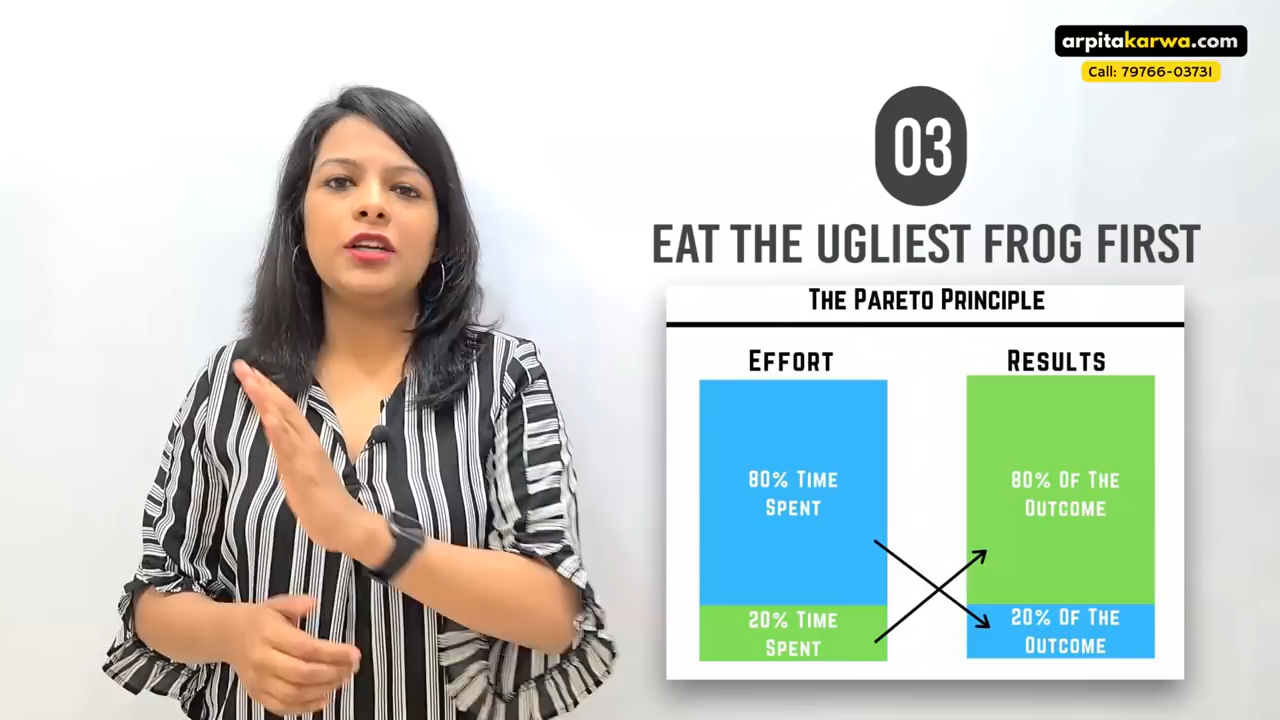 arpitakarwa.com
Call: 79766-03731
03
EAT THE UGLIEST FROG FIRST
THE PARETO PRINCIPLE
EFFORT
RESULTS
80% TIME
SPENT
80% OF THE
OUTCOME
20% TIME
SPENT
20% OF THE
OUTCOME